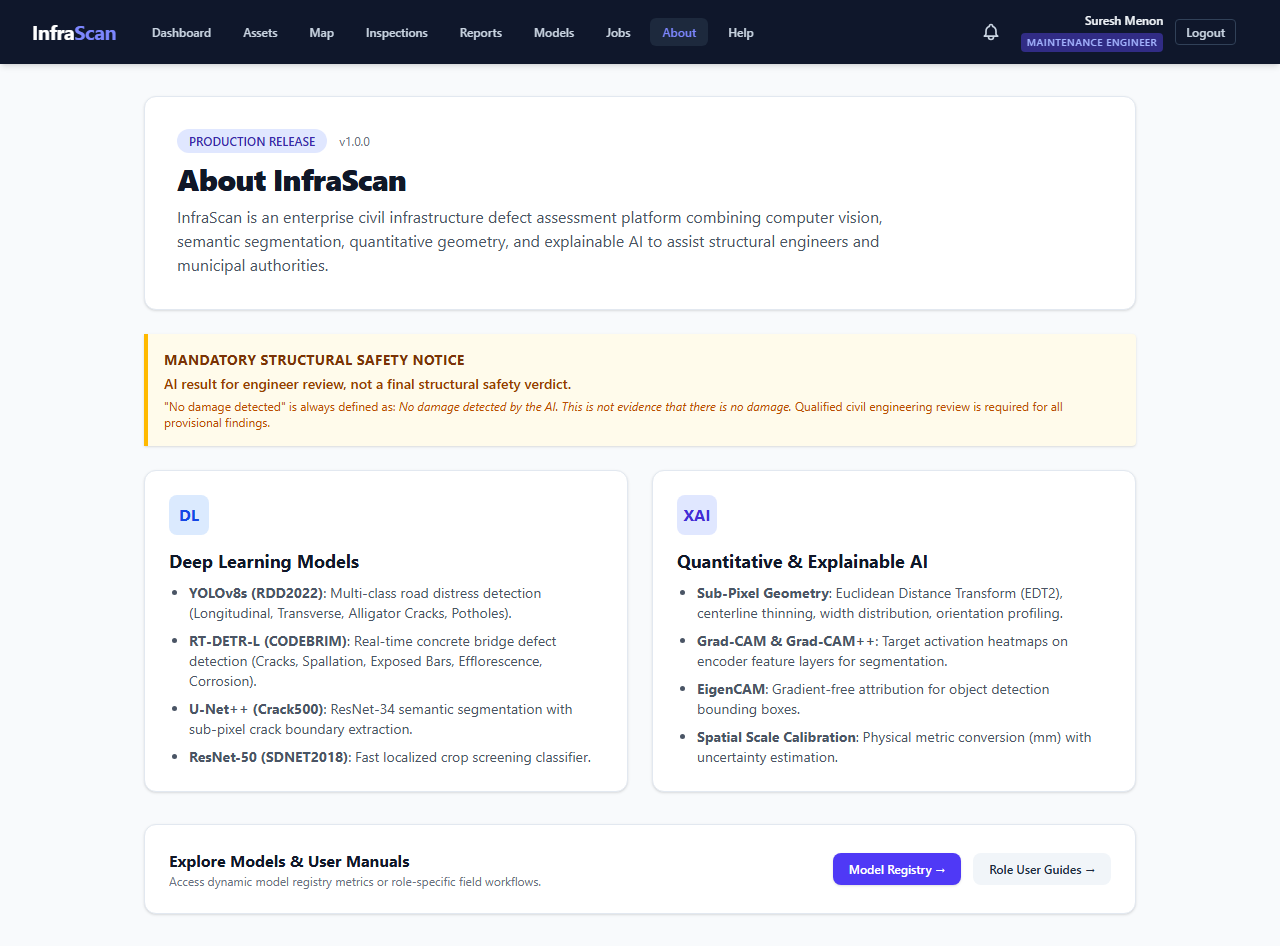 InfraScan
Dashboard
Assets
Map
Inspections
Reports
Models
Jobs
About
Help
Suresh Menon
MAINTENANCE ENGINEER
Logout
PRODUCTION RELEASE
v1.0.0
About InfraScan
InfraScan is an enterprise civil infrastructure defect assessment platform combining computer vision,
semantic segmentation, quantitative geometry, and explainable AI to assist structural engineers and
municipal authorities.
MANDATORY STRUCTURAL SAFETY NOTICE
AI result for engineer review, not a final structural safety verdict.
"No damage detected" is always defined as: No damage detected by the AI. This is not evidence that there is no damage. Qualified civil engineering review is required for all
provisional findings.
DL
Deep Learning Models
• YOLOv8s (RDD2022): Multi-class road distress detection
(Longitudinal, Transverse, Alligator Cracks, Potholes).
• RT-DETR-L (CODEBRIM): Real-time concrete bridge defect
detection (Cracks, Spallation, Exposed Bars, Efflorescence,
Corrosion).
• U-Net++ (Crack500): ResNet-34 semantic segmentation with
sub-pixel crack boundary extraction.
• ResNet-50 (SDNET2018): Fast localized crop screening classifier.
XAI
Quantitative & Explainable AI
• Sub-Pixel Geometry: Euclidean Distance Transform (EDT2),
centerline thinning, width distribution, orientation profiling.
• Grad-CAM & Grad-CAM++: Target activation heatmaps on
encoder feature layers for segmentation.
• EigenCAM: Gradient-free attribution for object detection
bounding boxes.
• Spatial Scale Calibration: Physical metric conversion (mm) with
uncertainty estimation.
Explore Models & User Manuals
Access dynamic model registry metrics or role-specific field workflows.
Model Registry →
Role User Guides →